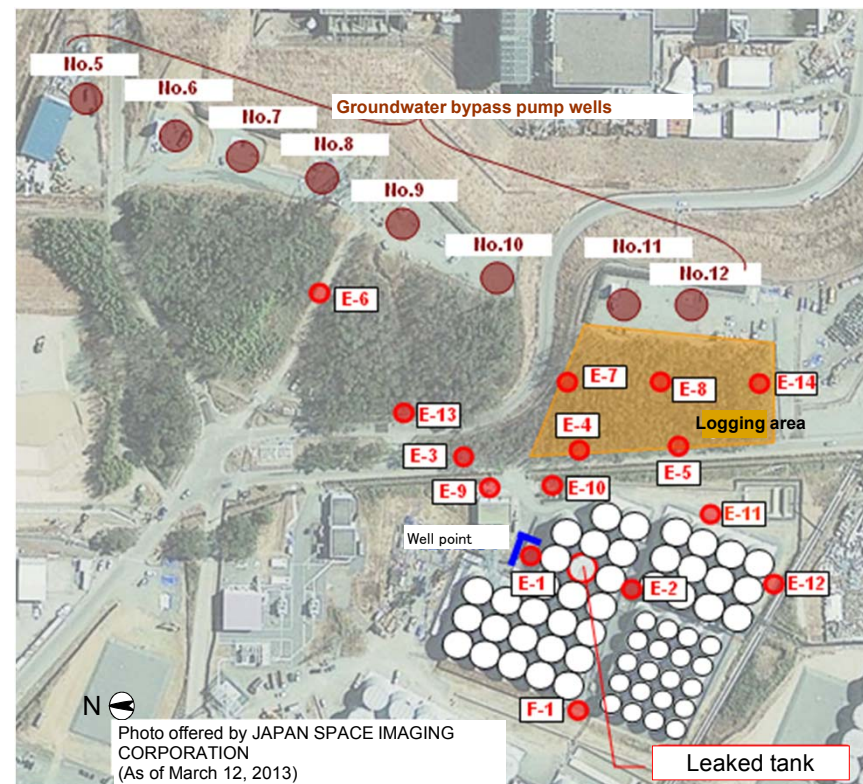 No.5
No.6
No.7
Groundwater bypass pump wells
No.8
No.9
No.10
No.11
No.12
E-6
E-7
E-8
E-14
E-13
Logging area
E-4
E-3
E-5
E-9
E-10
E-11
Well point
E-1
E-2
E-12
F-1
N
Photo offered by JAPAN SPACE IMAGING
CORPORATION
(As of March 12, 2013)
Leaked tank